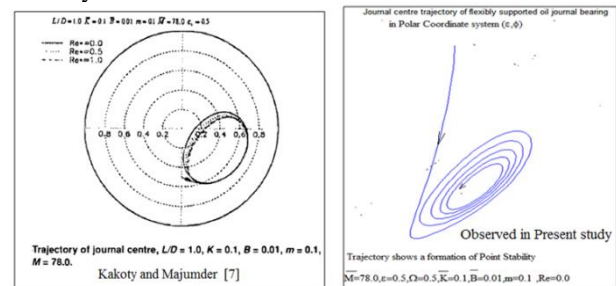 L/D=1.0 K̅=0.1 B̅=0.01 m=0.1 M̅=78.0 ε₀=0.5
Re*=0.0
Re*=0.5
Re*=1.0
0.8 0.6 0.4 0.2 0 0.2 0.4 0.6 0.8
Trajectory of journal centre, L/D = 1.0, K = 0.1, B = 0.01, m = 0.1,
M = 78.0.
Kakoty and Majumder [7]
Journal centre trajectory of flexibly supported oil journal bearing
in Polar Coordinate system (ε,ϕ)
Observed in Present study
Trajectory shows a formation of Point Stability
M̅=78.0,ε=0.5,Ω=0.5,K̅=0.1,B̅=0.01,m=0.1 ,Re=0.0